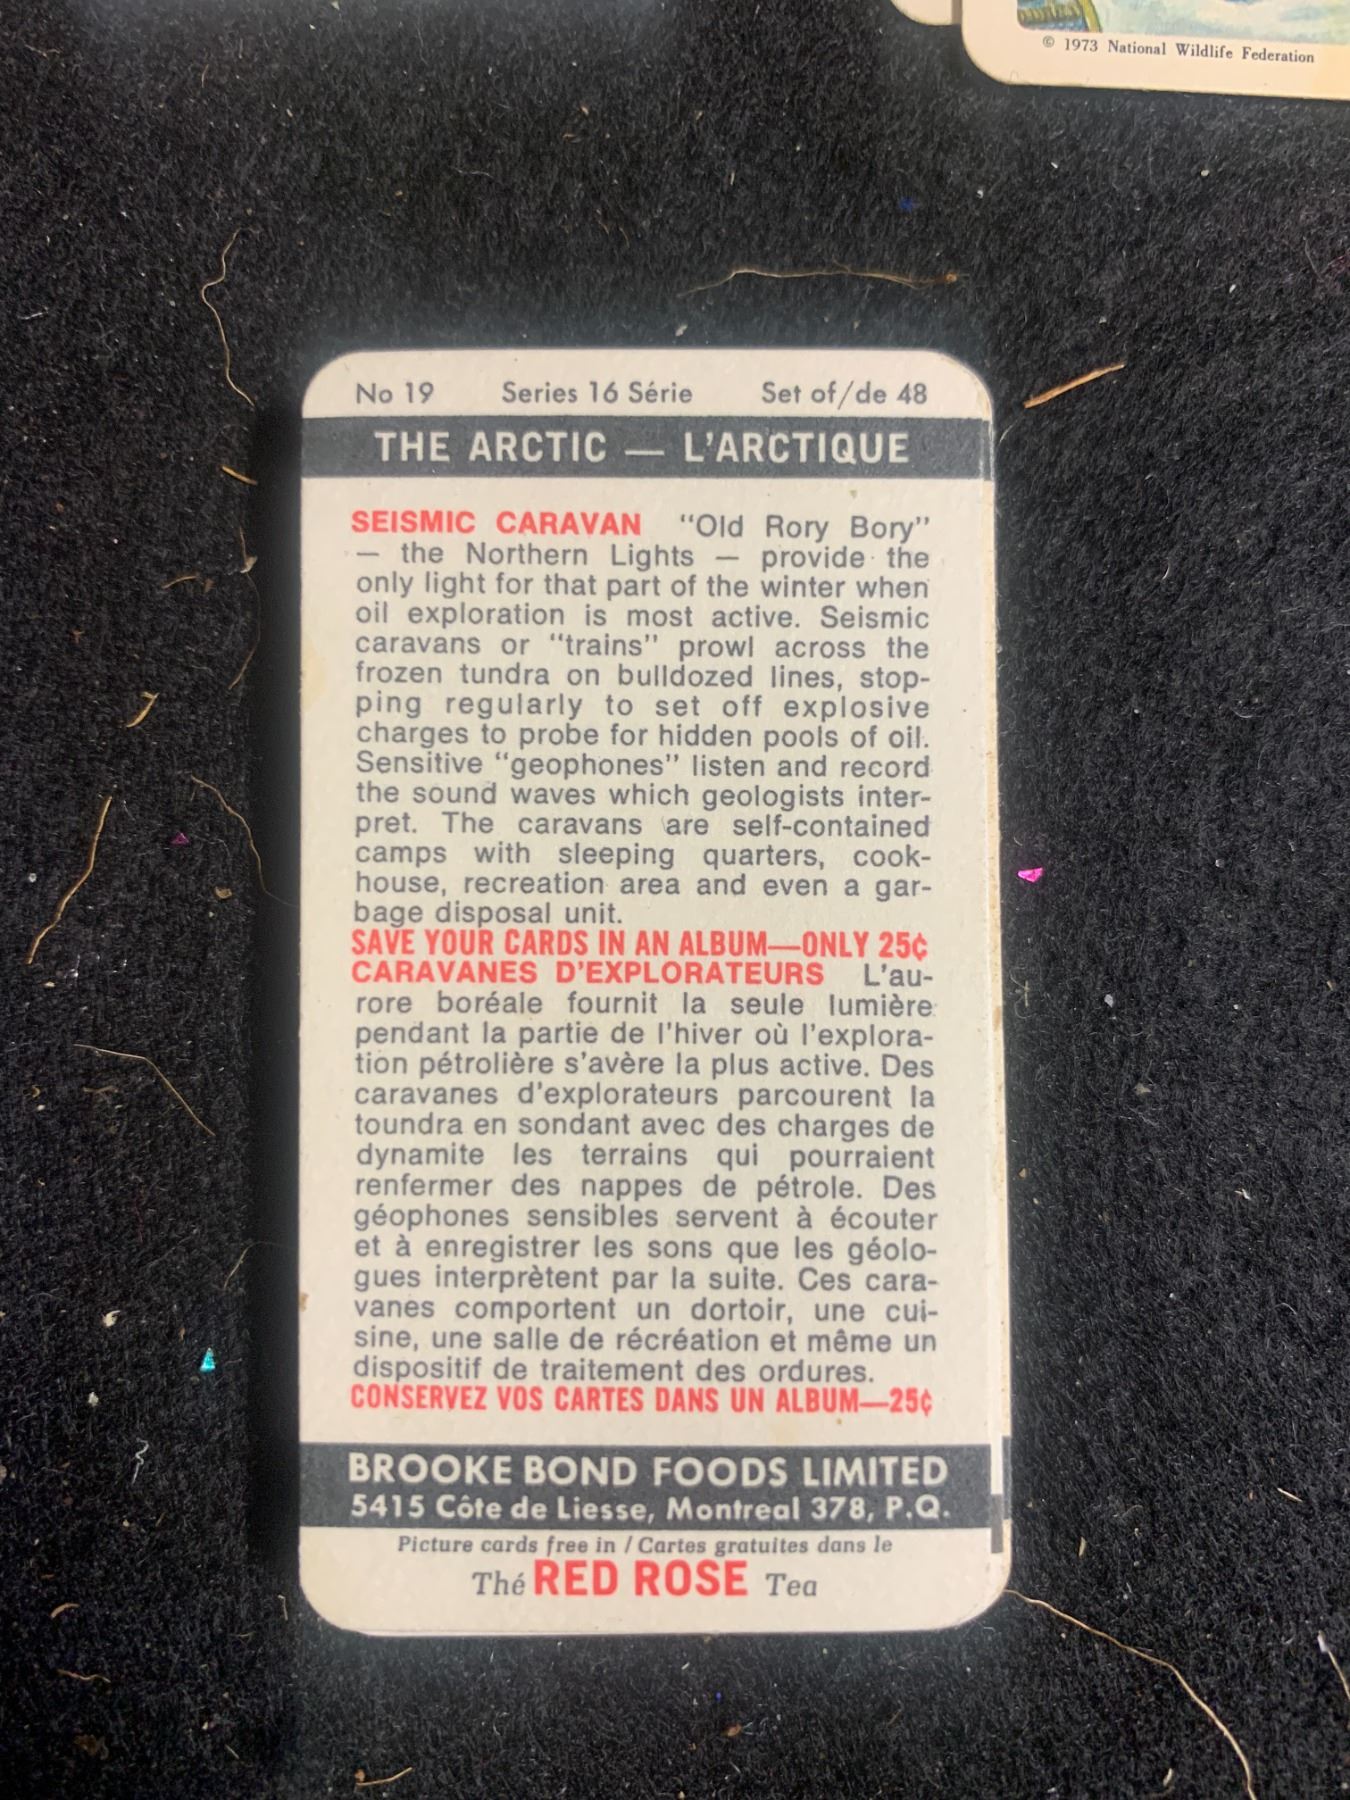 © 1973 National Wildlife Federation
No 19 Series 16 Série Set of/de 48
THE ARCTIC — L'ARCTIQUE
SEISMIC CARAVAN "Old Rory Bory"
— the Northern Lights — provide the
only light for that part of the winter when
oil exploration is most active. Seismic
caravans or "trains" prowl across the
frozen tundra on bulldozed lines, stop-
ping regularly to set off explosive
charges to probe for hidden pools of oil.
Sensitive "geophones" listen and record
the sound waves which geologists inter-
pret. The caravans are self-contained
camps with sleeping quarters, cook-
house, recreation area and even a gar-
bage disposal unit.
SAVE YOUR CARDS IN AN ALBUM—ONLY 25¢
CARAVANES D'EXPLORATEURS L'au-
rore boréale fournit la seule lumière
pendant la partie de l'hiver où l'explora-
tion pétrolière s'avère la plus active. Des
caravanes d'explorateurs parcourent la
toundra en sondant avec des charges de
dynamite les terrains qui pourraient
renfermer des nappes de pétrole. Des
géophones sensibles servent à écouter
et à enregistrer les sons que les géolo-
gues interprètent par la suite. Ces cara-
vanes comportent un dortoir, une cui-
sine, une salle de récréation et même un
dispositif de traitement des ordures.
CONSERVEZ VOS CARTES DANS UN ALBUM—25¢
BROOKE BOND FOODS LIMITED
5415 Côte de Liesse, Montreal 378, P.Q.
Picture cards free in / Cartes gratuites dans le
Thé RED ROSE Tea